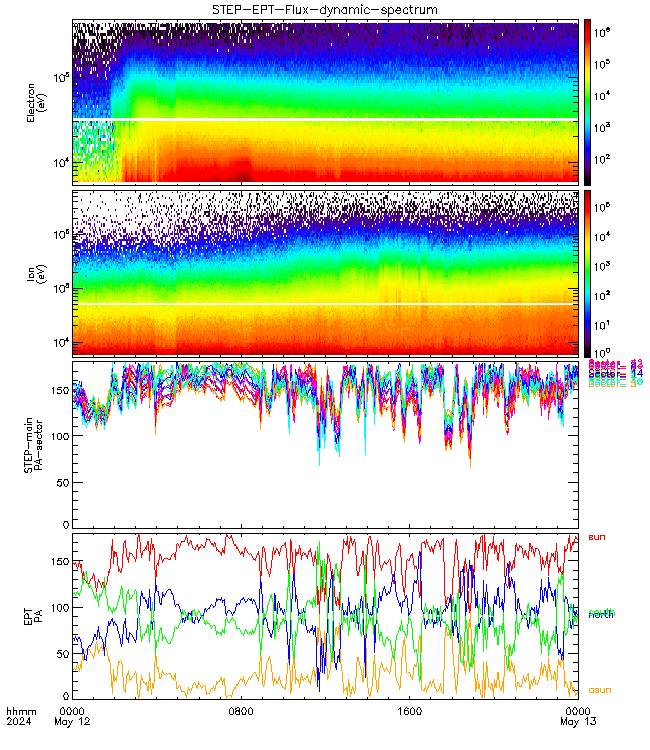 STEP-EPT-Flux-dynamic-spectrum
Electron
(eV)
10⁵
10⁴
10⁶
10⁵
10⁴
10³
10²
Ion
(eV)
10⁶
10⁵
10⁴
10⁵
10⁴
10³
10²
10¹
10⁰
STEP-main
PA-sector
150
100
50
0
EPT
PA
150
100
50
0
sun
south
north
asun
hhmm
2024
0000
May 12
0800
1600
0000
May 13